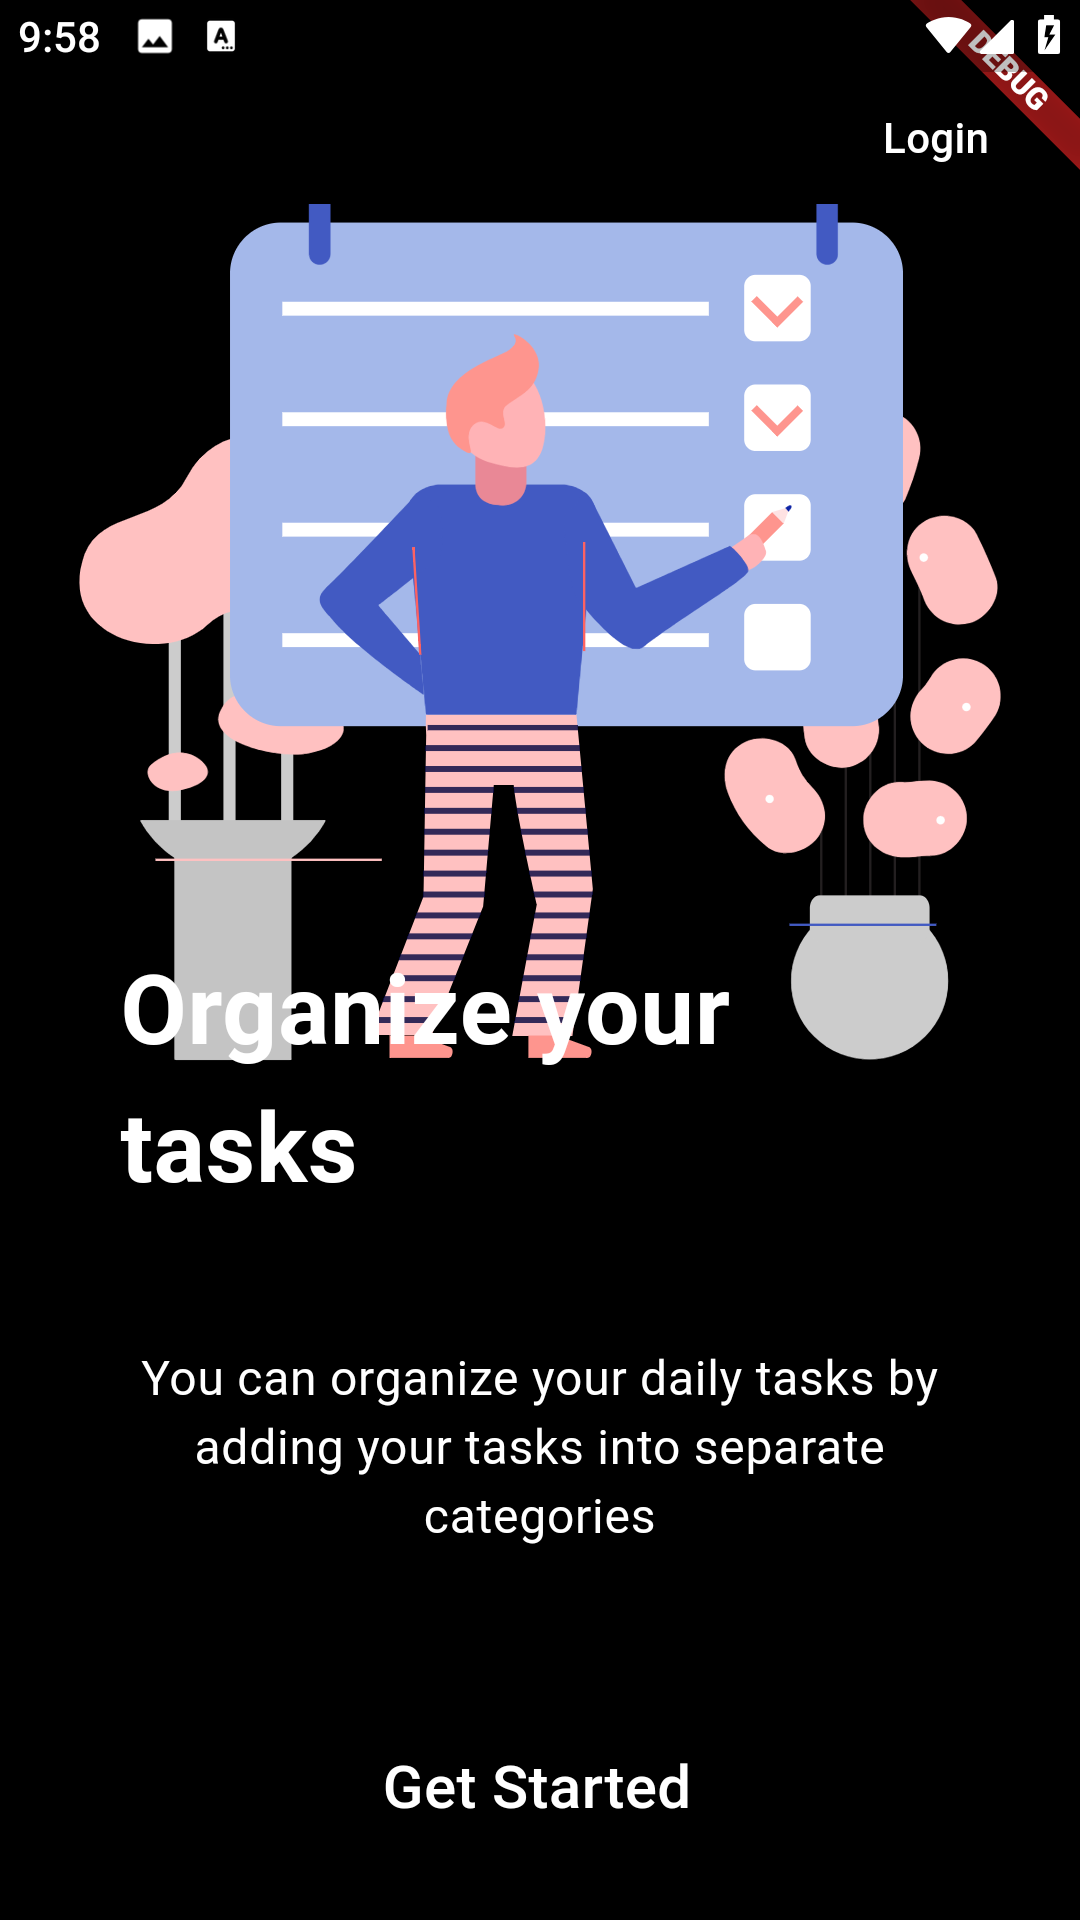 9:58
DEBUG
Login
Organize your
tasks
You can organize your daily tasks by
adding your tasks into separate
categories
Get Started